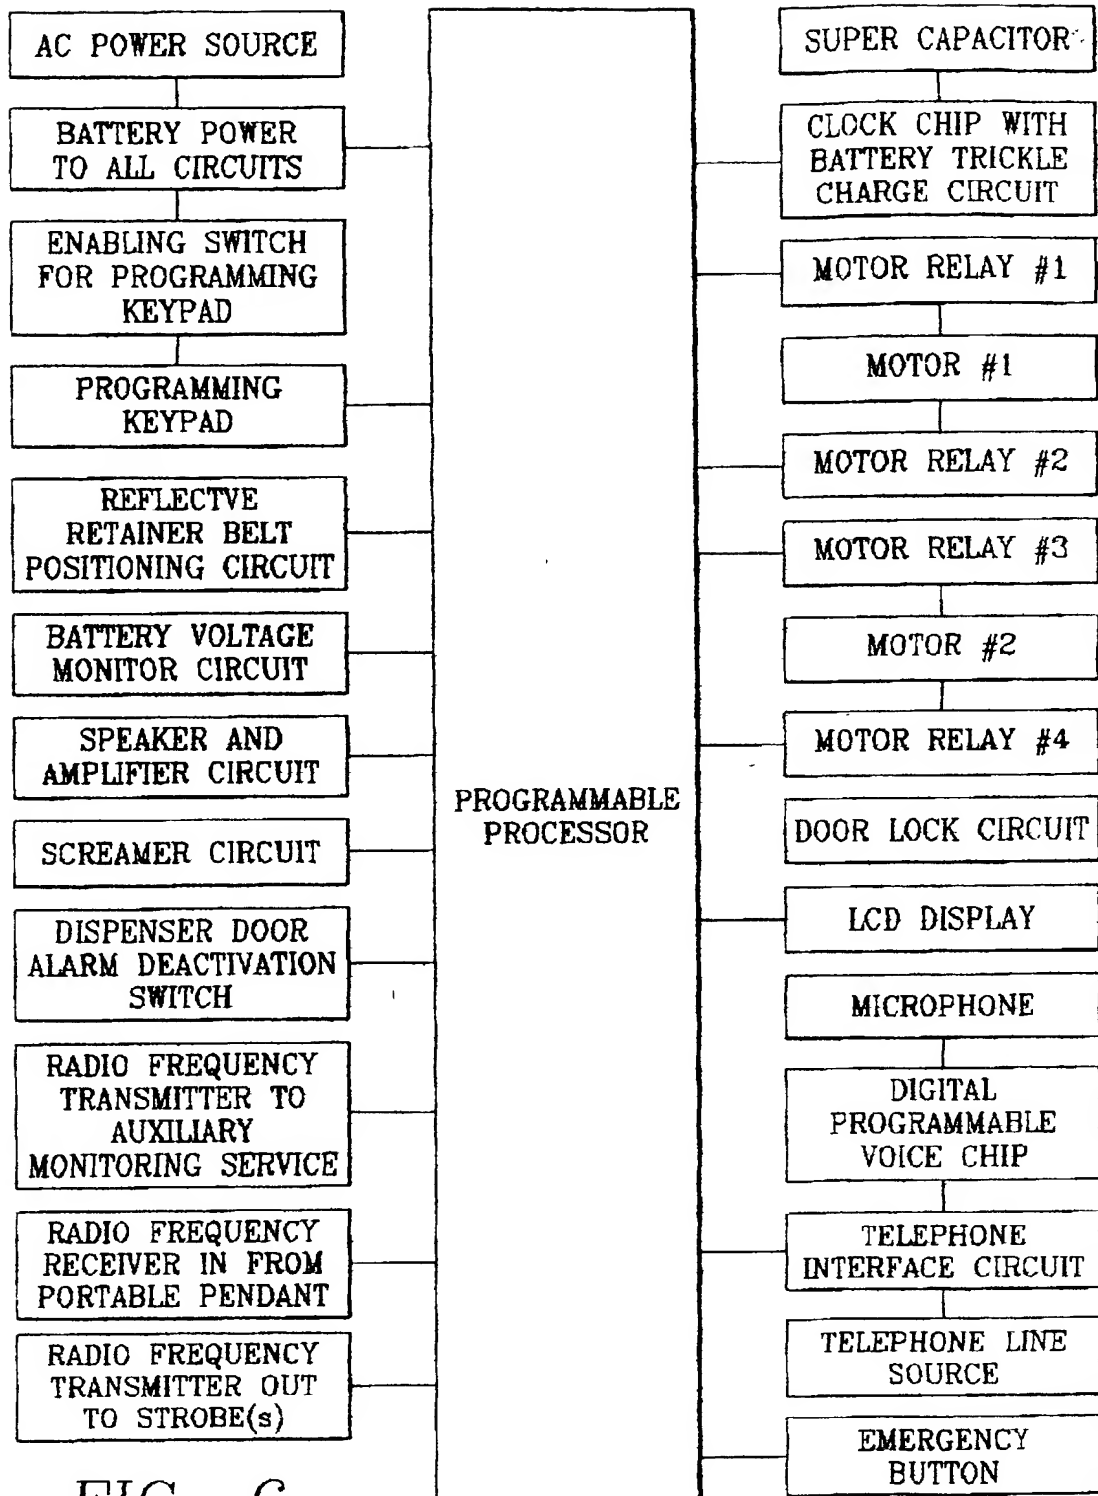 AC POWER SOURCE
BATTERY POWER
TO ALL CIRCUITS
ENABLING SWITCH
FOR PROGRAMMING
KEYPAD
PROGRAMMING
KEYPAD
REFLECTVE
RETAINER BELT
POSITIONING CIRCUIT
BATTERY VOLTAGE
MONITOR CIRCUIT
SPEAKER AND
AMPLIFIER CIRCUIT
SCREAMER CIRCUIT
DISPENSER DOOR
ALARM DEACTIVATION
SWITCH
RADIO FREQUENCY
TRANSMITTER TO
AUXILIARY
MONITORING SERVICE
RADIO FREQUENCY
RECEIVER IN FROM
PORTABLE PENDANT
RADIO FREQUENCY
TRANSMITTER OUT
TO STROBE(s)
PROGRAMMABLE
PROCESSOR
SUPER CAPACITOR
CLOCK CHIP WITH
BATTERY TRICKLE
CHARGE CIRCUIT
MOTOR RELAY #1
MOTOR #1
MOTOR RELAY #2
MOTOR RELAY #3
MOTOR #2
MOTOR RELAY #4
DOOR LOCK CIRCUIT
LCD DISPLAY
MICROPHONE
DIGITAL
PROGRAMMABLE
VOICE CHIP
TELEPHONE
INTERFACE CIRCUIT
TELEPHONE LINE
SOURCE
EMERGENCY
BUTTON
FIG. 6